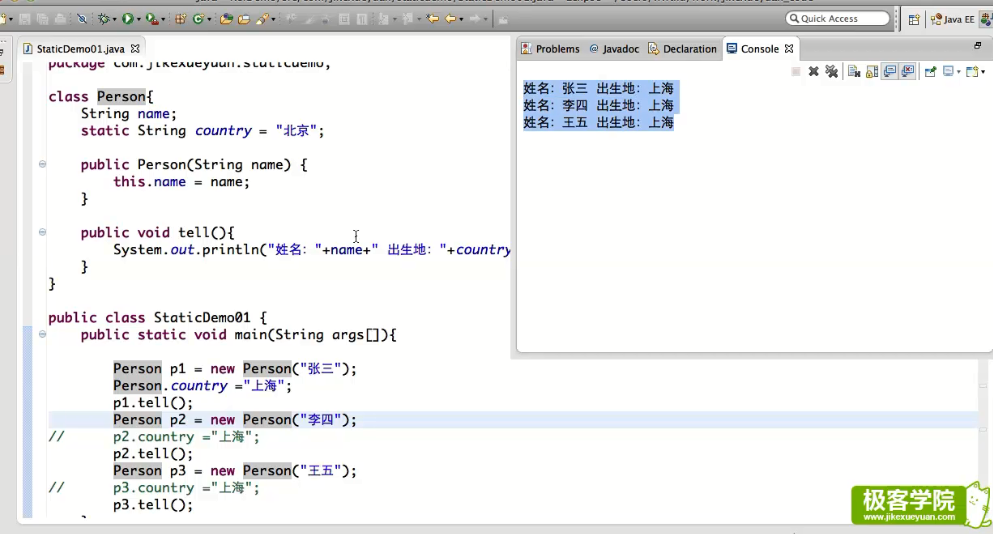 Quick Access
Java EE
StaticDemo01.java
package com.jikexueyuan.staticdemo;
class Person{
String name;
static String country = "北京";
public Person(String name) {
this.name = name;
}
public void tell(){
System.out.println("姓名："+name+" 出生地："+country
}
}
public class StaticDemo01 {
public static void main(String args[]){
Person p1 = new Person("张三");
Person.country ="上海";
p1.tell();
Person p2 = new Person("李四");
// p2.country ="上海";
p2.tell();
Person p3 = new Person("王五");
// p3.country ="上海";
p3.tell();
Problems
@ Javadoc
Declaration
Console
姓名：张三 出生地：上海
姓名：李四 出生地：上海
姓名：王五 出生地：上海
极客学院
www.jikexueyuan.com